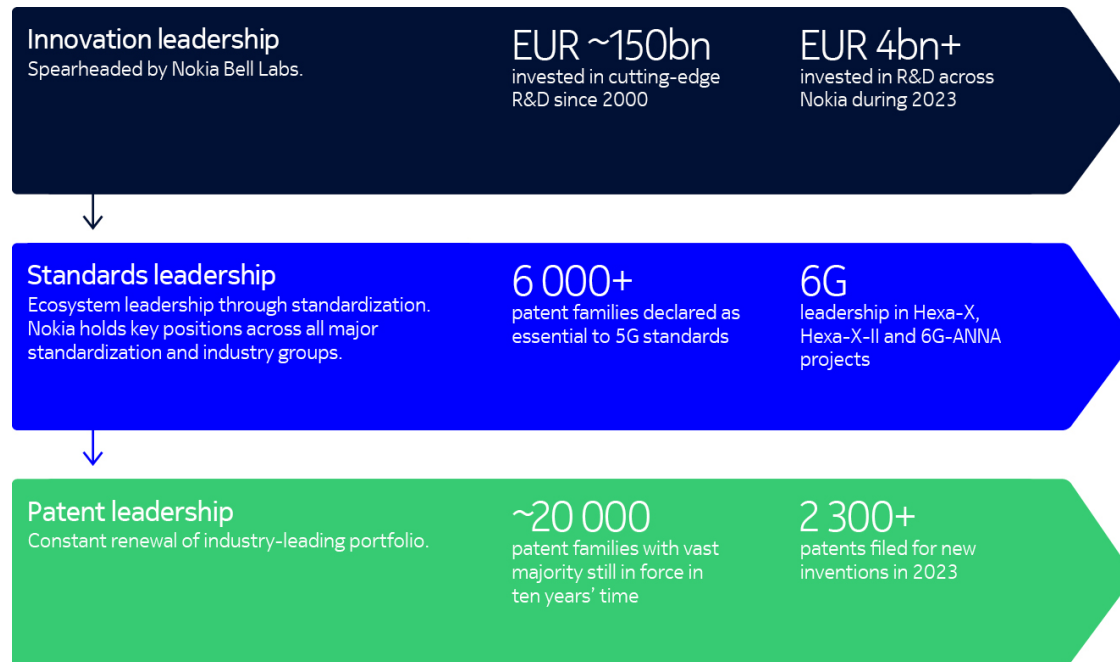 Innovation leadership
Spearheaded by Nokia Bell Labs.
EUR ~150bn
invested in cutting-edge
R&D since 2000
EUR 4bn+
invested in R&D across
Nokia during 2023
Standards leadership
Ecosystem leadership through standardization.
Nokia holds key positions across all major
standardization and industry groups.
6 000+
patent families declared as
essential to 5G standards
6G
leadership in Hexa-X,
Hexa-X-II and 6G-ANNA
projects
Patent leadership
Constant renewal of industry-leading portfolio.
~20 000
patent families with vast
majority still in force in
ten years’ time
2 300+
patents filed for new
inventions in 2023